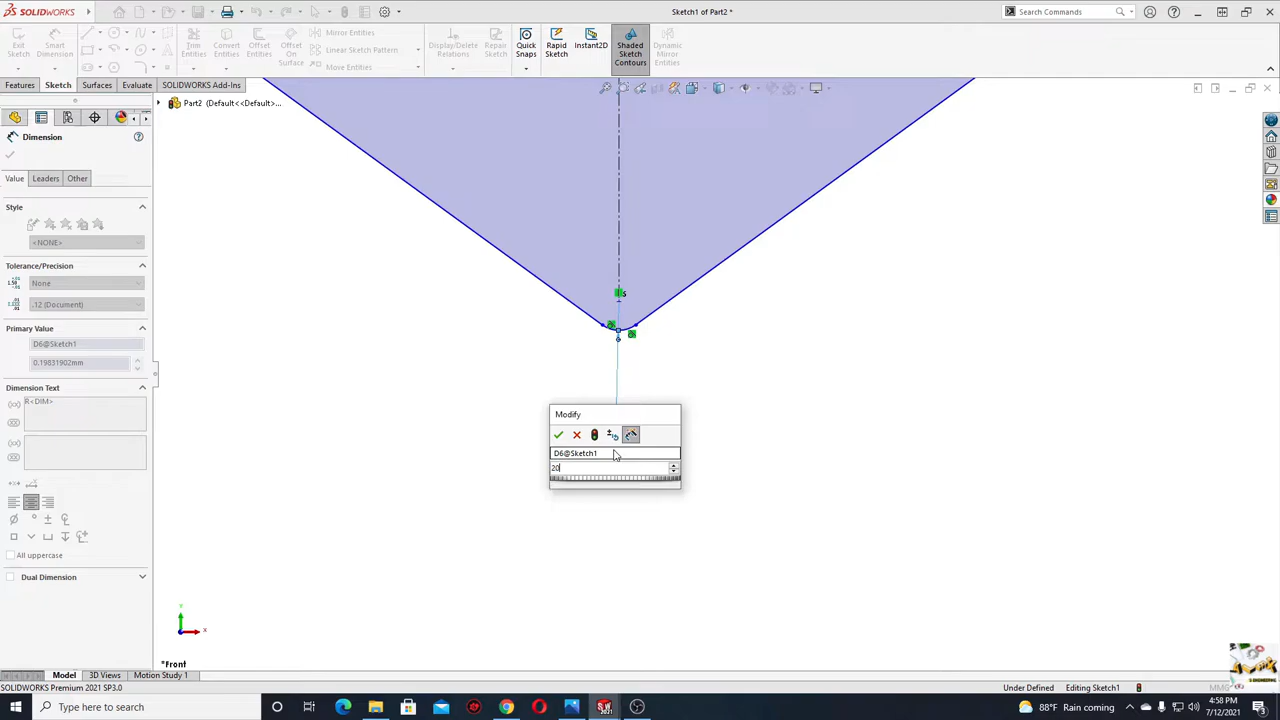 SOLIDWORKS
Sketch1 of Part2 *
Search Commands
Exit Sketch
Smart Dimension
Trim Entities
Convert Entities
Offset Entities
Offset On Surface
Mirror Entities
Linear Sketch Pattern
Move Entities
Display/Delete Relations
Repair Sketch
Quick Snaps
Rapid Sketch
Instant2D
Shaded Sketch Contours
Dynamic Mirror Entities
Features
Sketch
Surfaces
Evaluate
SOLIDWORKS Add-Ins
Part2 (Default<<Default>...
Dimension
Value
Leaders
Other
Style
<NONE>
Tolerance/Precision
None
.12 (Document)
Primary Value
D6@Sketch1
0.19831902mm
Dimension Text
R<DIM>
All uppercase
Dual Dimension
Modify
D6@Sketch1
20
Y
X
*Front
Model
3D Views
Motion Study 1
SOLIDWORKS Premium 2021 SP3.0
Under Defined
Editing Sketch1
MMG
Type here to search
88°F Raining coming
4:58 PM
7/12/2021